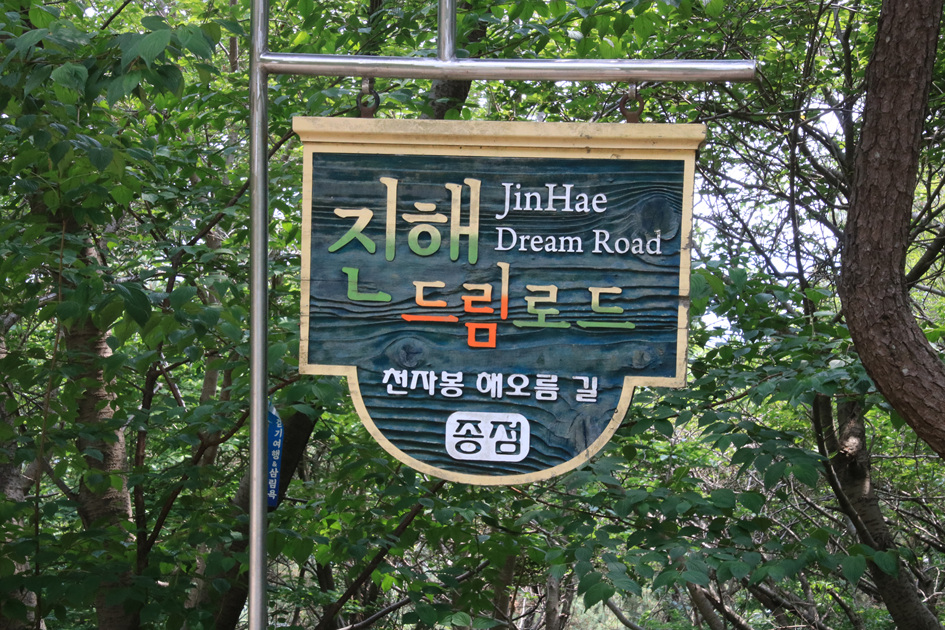 진해
JinHae
Dream Road
드림로드
천자봉 해오름 길
종점